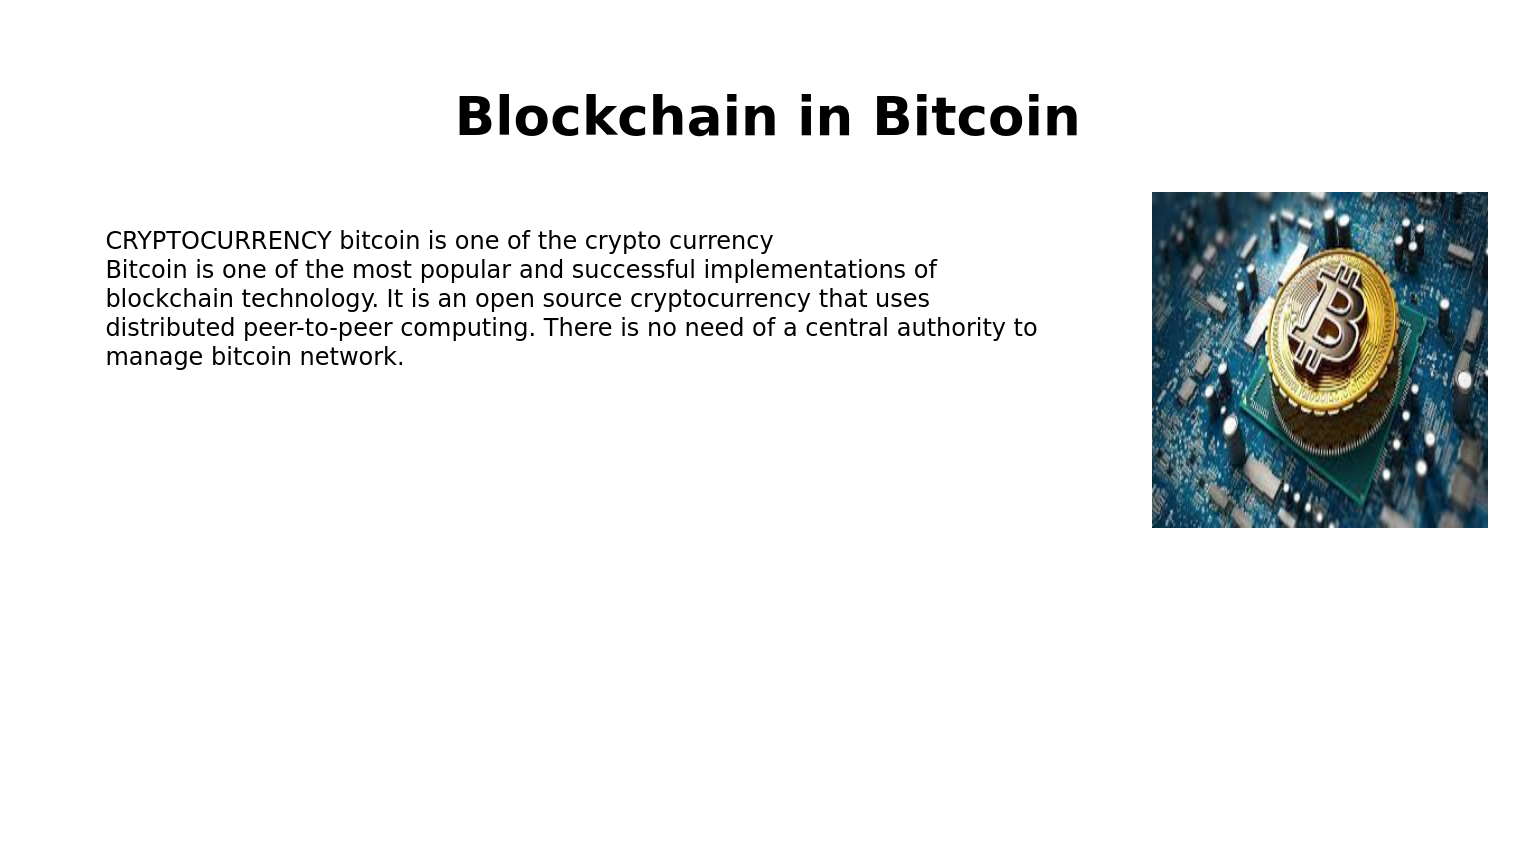 Blockchain in Bitcoin
CRYPTOCURRENCY bitcoin is one of the crypto currency
Bitcoin is one of the most popular and successful implementations of
blockchain technology. It is an open source cryptocurrency that uses
distributed peer-to-peer computing. There is no need of a central authority to
manage bitcoin network.